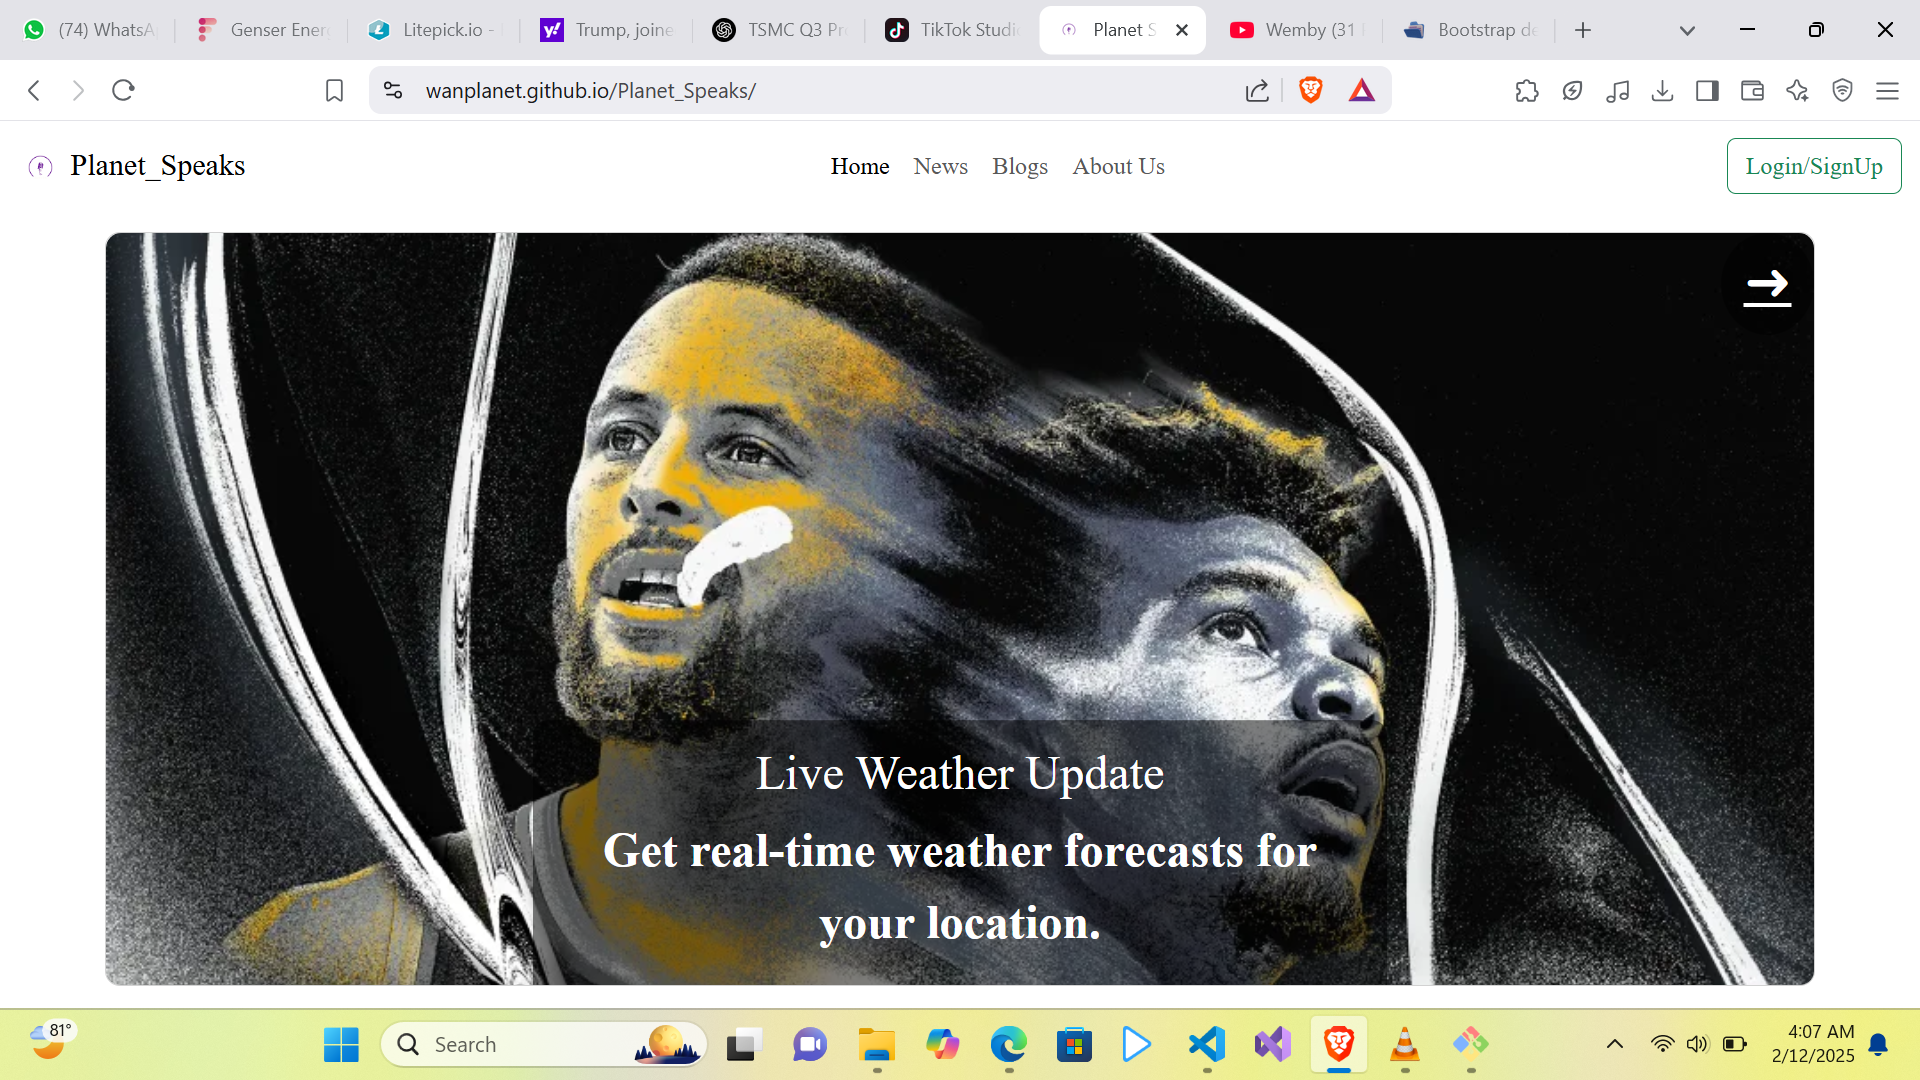 (74) WhatsA
Genser Ener
Litepick.io -
Trump, joine
TSMC Q3 Pr
TikTok Studi
Planet S
Wemby (31
Bootstrap de
wanplanet.github.io/Planet_Speaks/
Planet_Speaks
Home
News
Blogs
About Us
Login/SignUp
Live Weather Update
Get real-time weather forecasts for
your location.
81°
Search
4:07 AM
2/12/2025